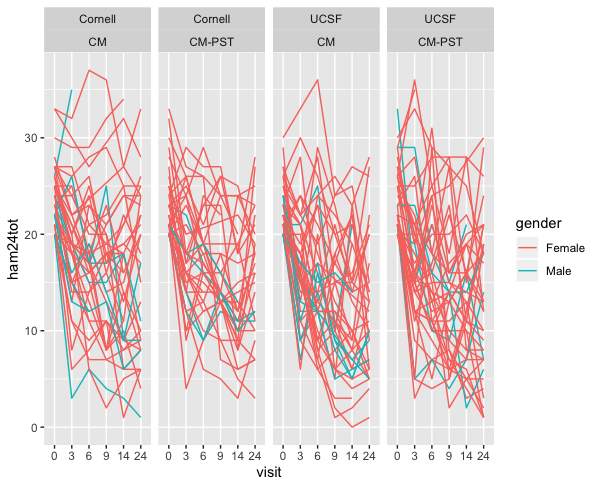 Cornell Cornell UCSF UCSF
CM CM-PST CM CM-PST
ham24tot
30
20
10
0
0 3 6 9 14 24 0 3 6 9 14 24 0 3 6 9 14 24 0 3 6 9 14 24
visit
gender
Female
Male